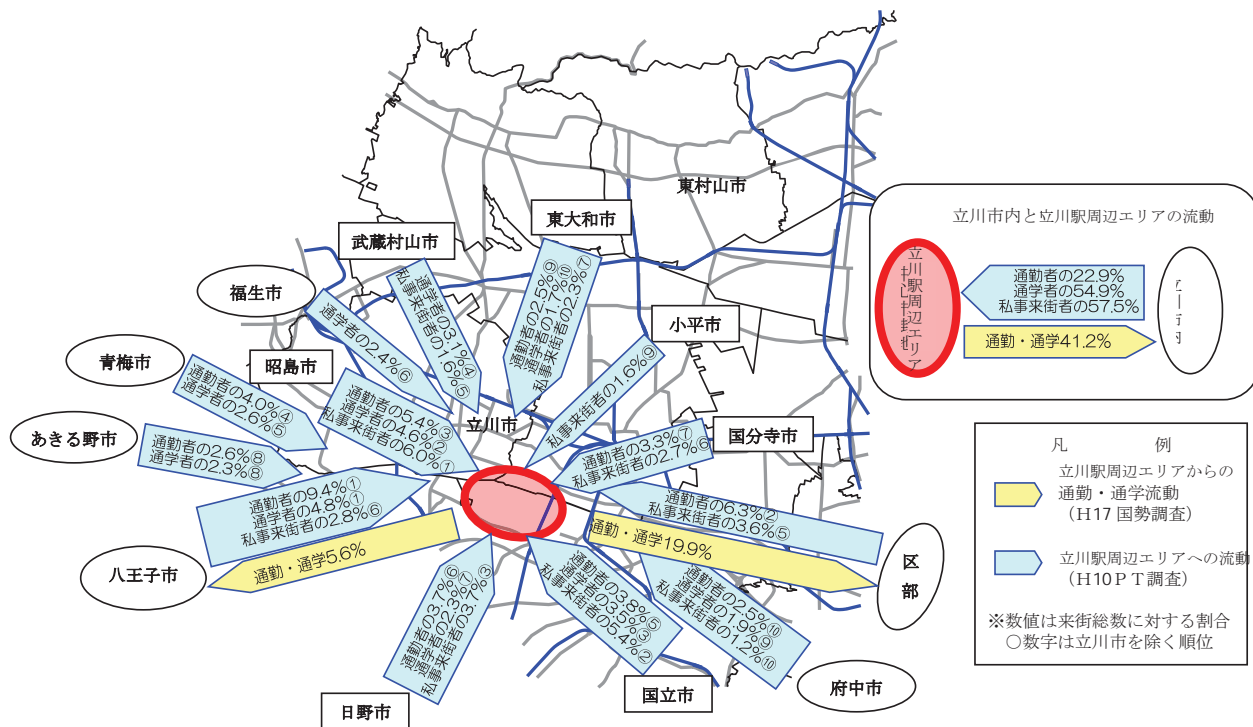 東村山市
東大和市
武蔵村山市
福生市
小平市
青梅市
昭島市
立川市
あきる野市
国分寺市
八王子市
区
部
日野市
国立市
府中市
通勤者の2.5%⑨
通学者の1.7%⑩
私事来街者の2.3%⑦
通学者の3.1%④
私事来街者の1.6%⑤
通学者の2.4%⑥
私事来街者の1.6%⑨
通勤者の4.0%④
通学者の2.6%⑤
通勤者の5.4%③
通学者の4.6%②
私事来街者の6.0%①
通勤者の2.6%⑧
通学者の2.3%⑧
通勤者の3.3%⑦
私事来街者の2.7%⑥
通勤者の9.4%①
通学者の4.8%①
私事来街者の2.8%⑥
通勤者の6.3%②
私事来街者の3.6%⑤
通勤・通学5.6%
通勤・通学19.9%
通勤者の3.7%⑥
通学者の2.3%⑦
私事来街者の3.7%③
通勤者の3.8%⑤
通学者の3.5%③
私事来街者の5.4%②
通勤者の2.5%⑩
通学者の1.9%⑨
私事来街者の1.2%⑩
立川市内と立川駅周辺エリアの流動
立川駅周辺エリア
通勤者の22.9%
通学者の54.9%
私事来街者の57.5%
通勤・通学41.2%
凡 例
立川駅周辺エリアからの
通勤・通学流動
（H17 国勢調査）
立川駅周辺エリアへの流動
（H10PT調査）
※数値は来街総数に対する割合
○数字は立川市を除く順位